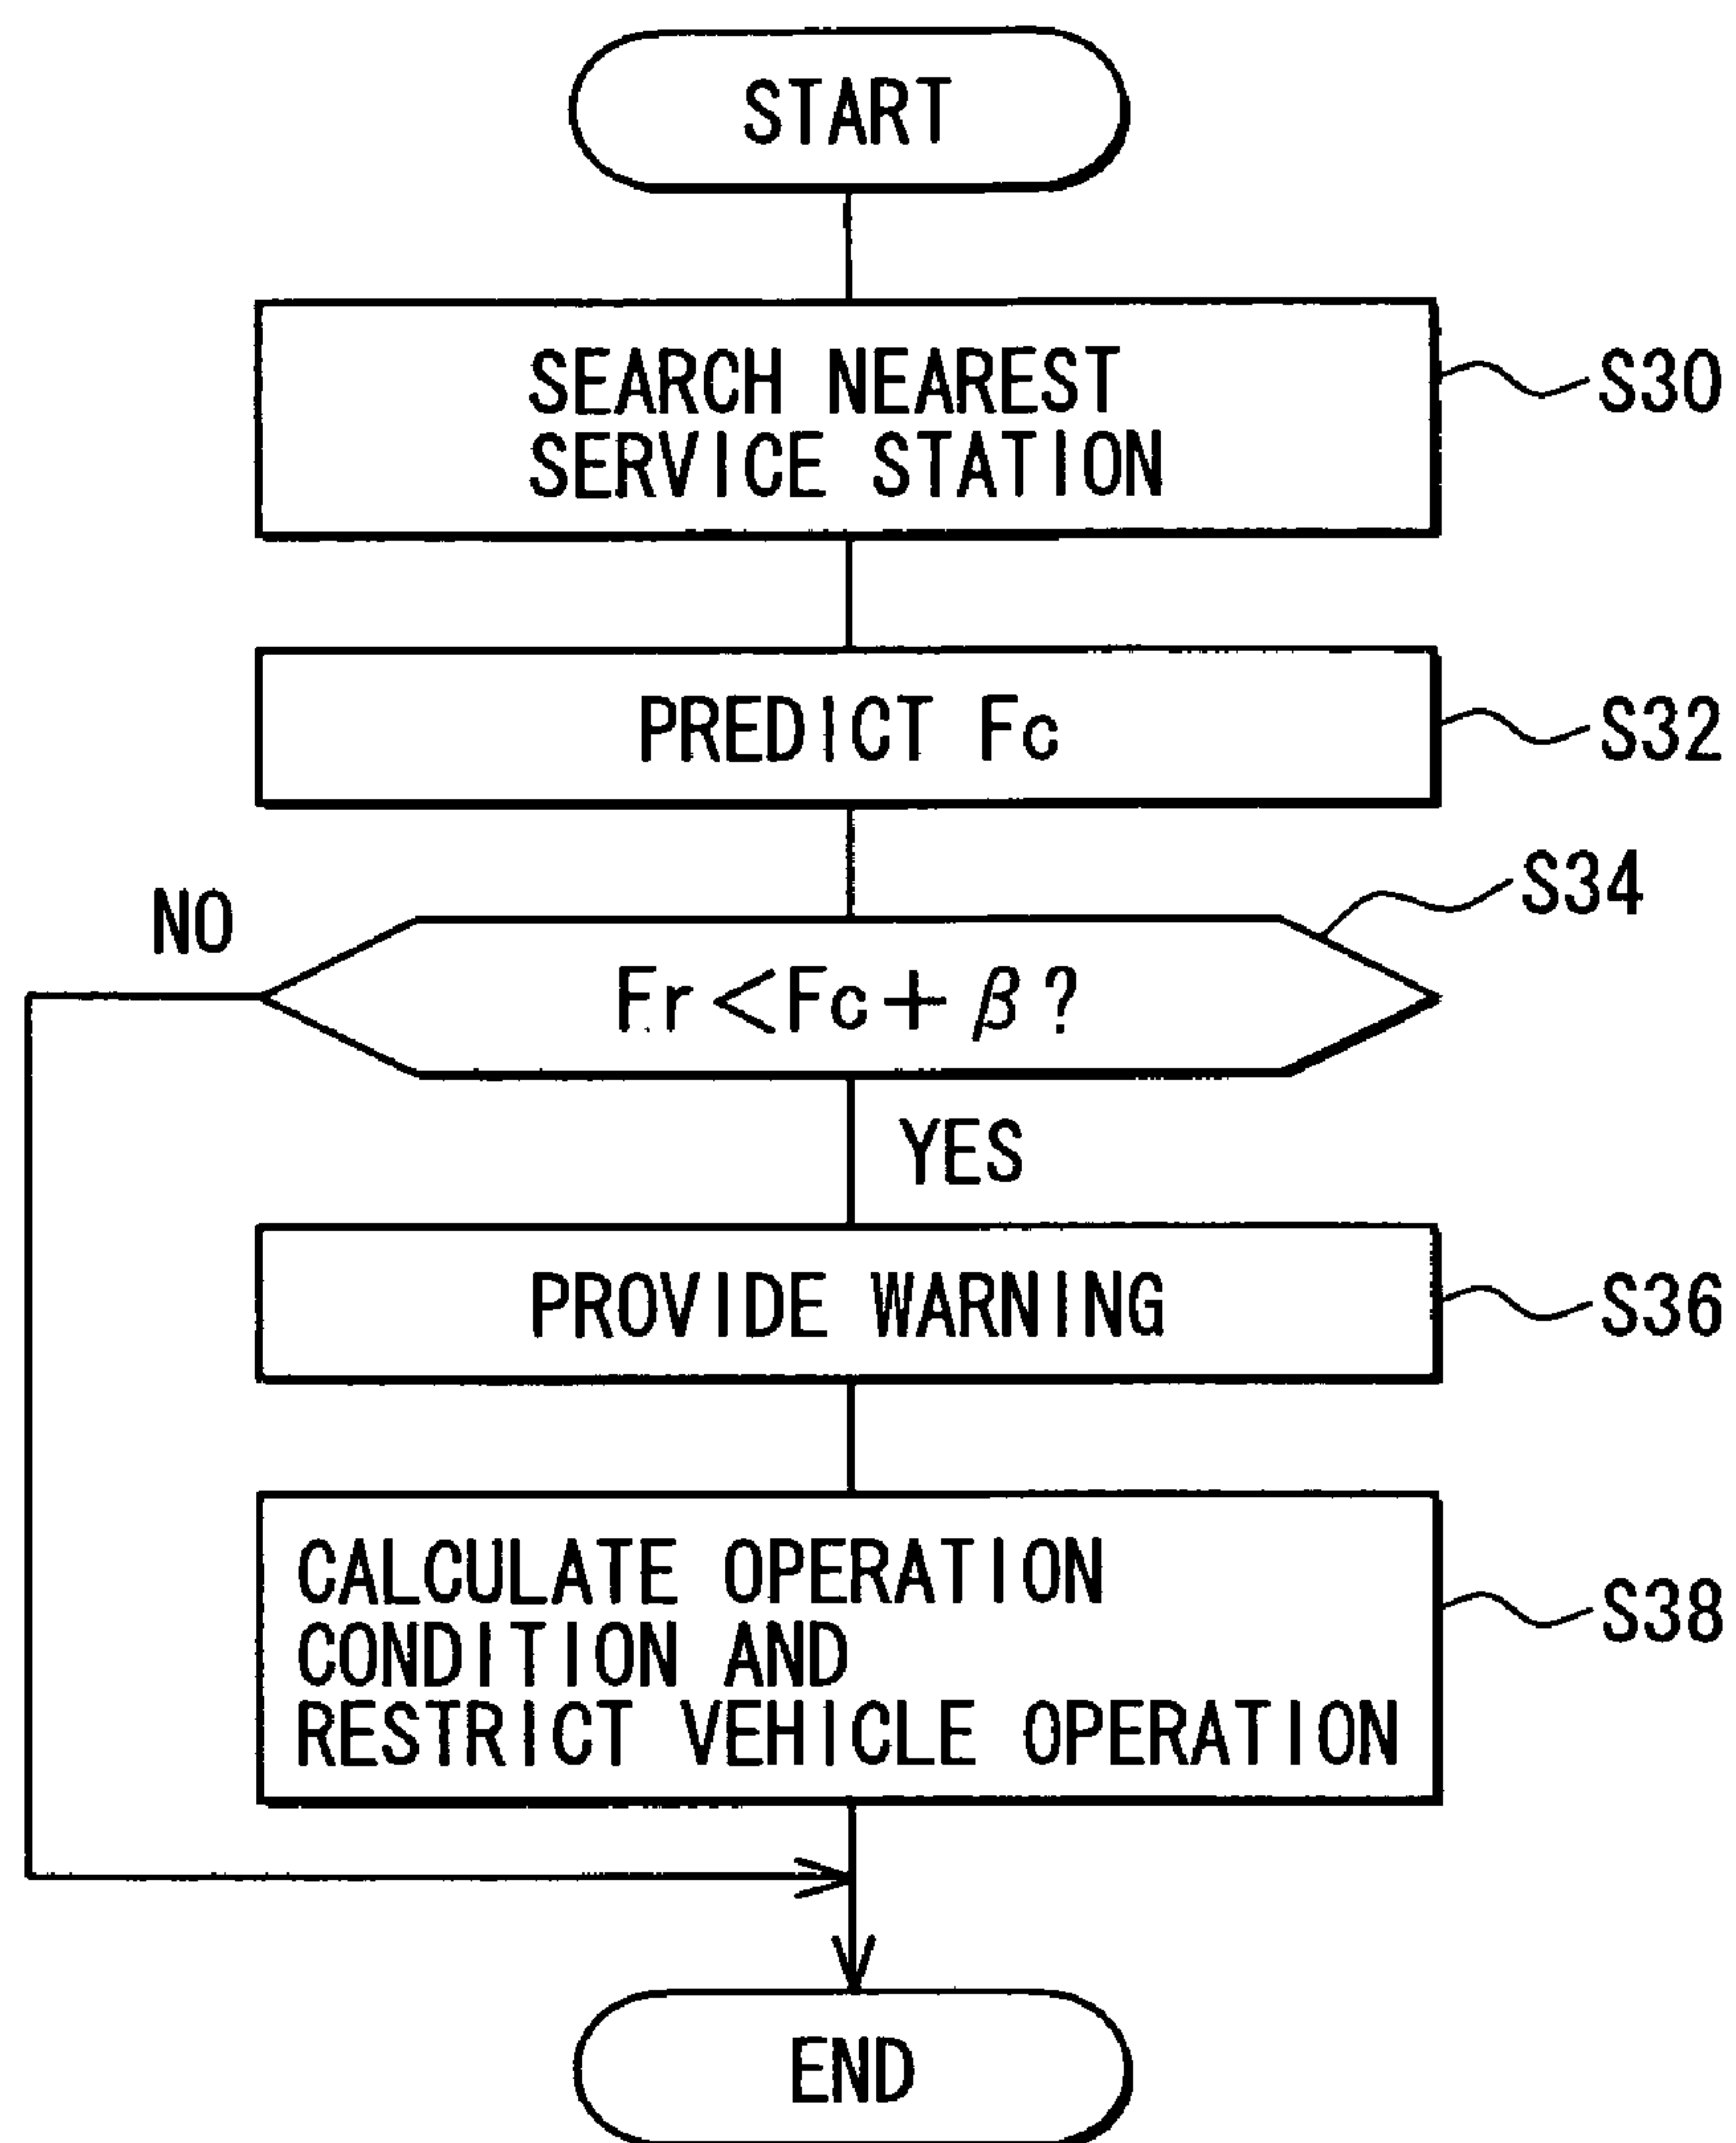 START
SEARCH NEAREST
SERVICE STATION
S30
PREDICT Fc
S32
S34
NO
Fr<Fc+β?
YES
PROVIDE WARNING
S36
CALCULATE OPERATION
CONDITION AND
RESTRICT VEHICLE OPERATION
S38
END